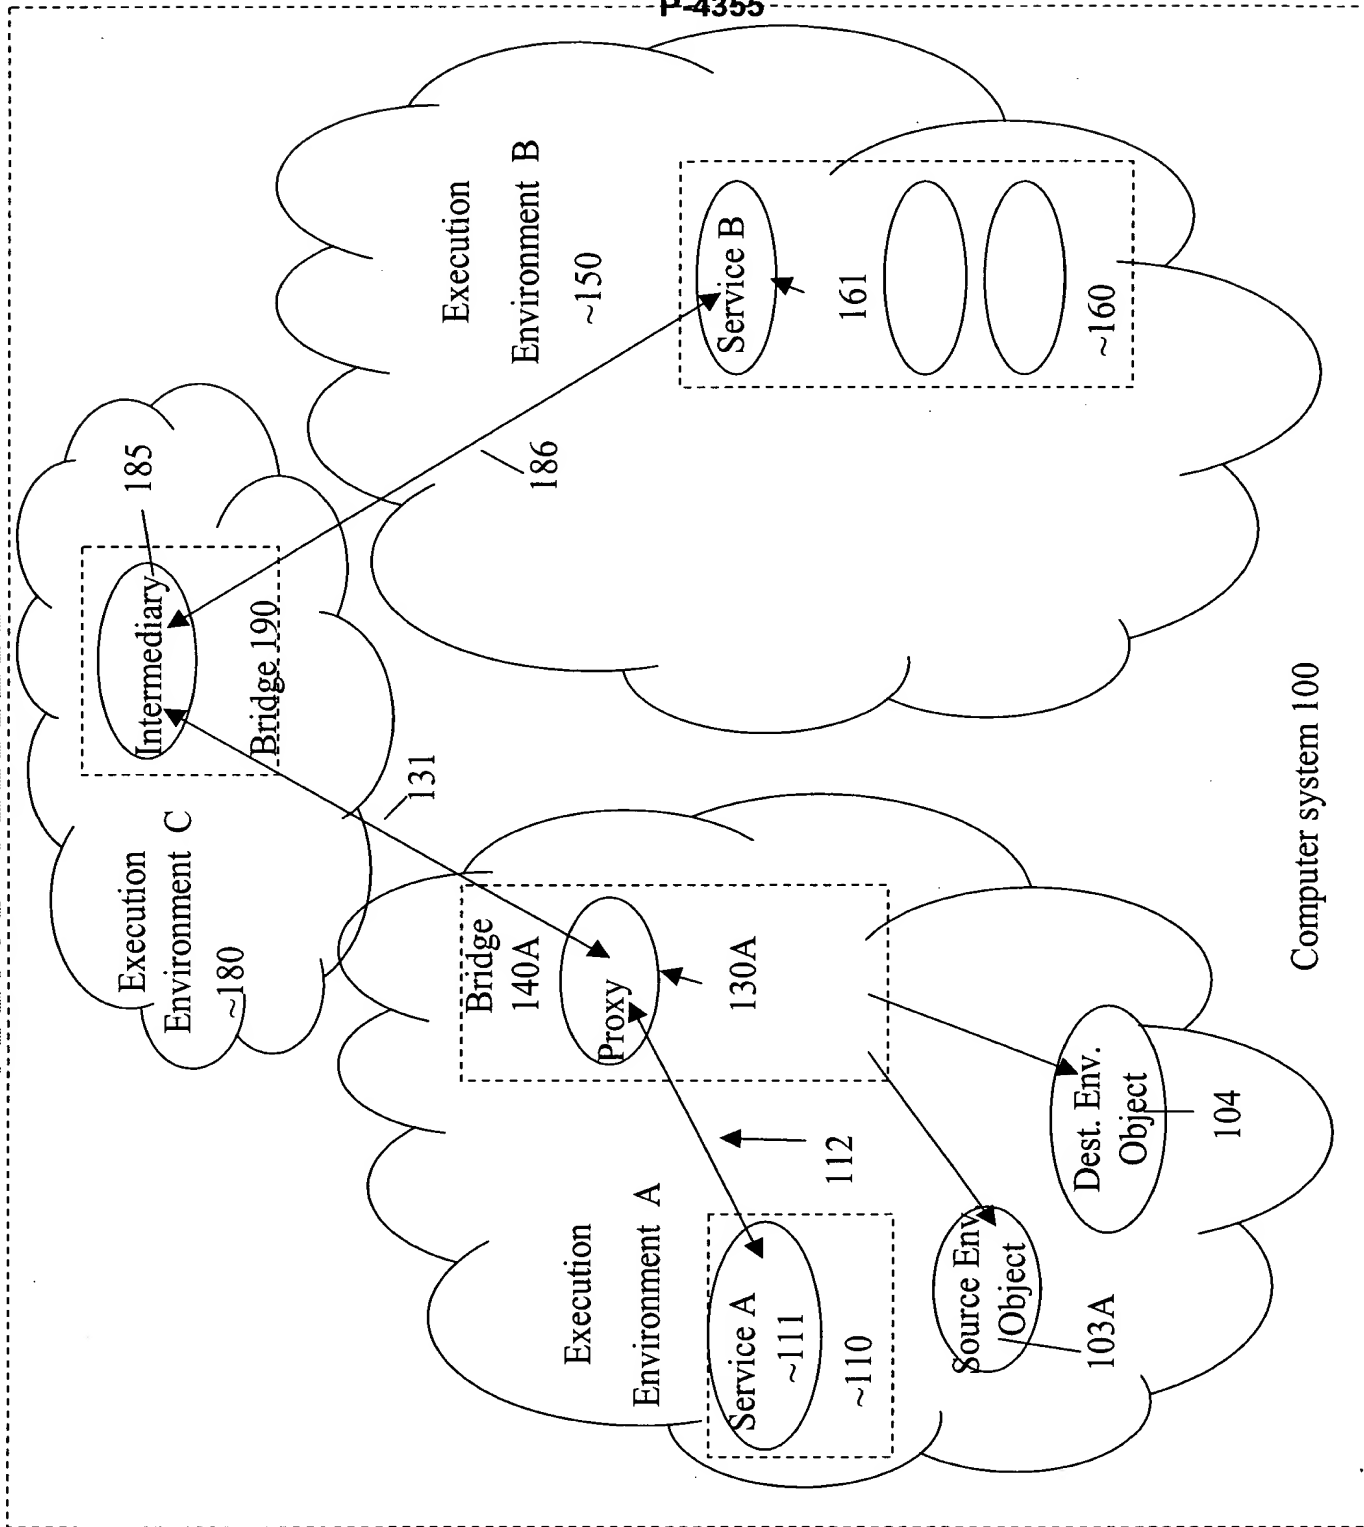 P-4355
Execution
Environment C
~180
Intermediary
185
Bridge 190
131
186
Execution
Environment B
~150
Service B
161
~160
Execution
Environment A
Bridge
140A
Proxy
130A
112
Service A
~111
~110
Source Env
Object
103A
Dest. Env.
Object
104
Computer system 100